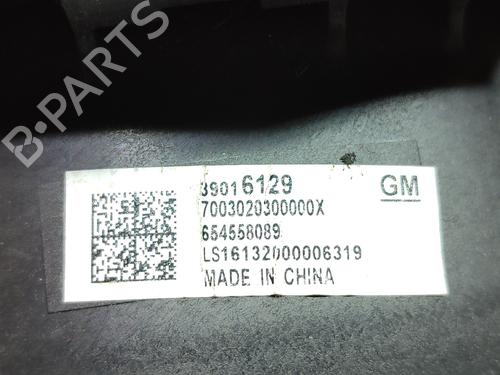 B-PARTS
39016129
GM
7003020300000X
654558089
LS16132000006319
MADE IN CHINA